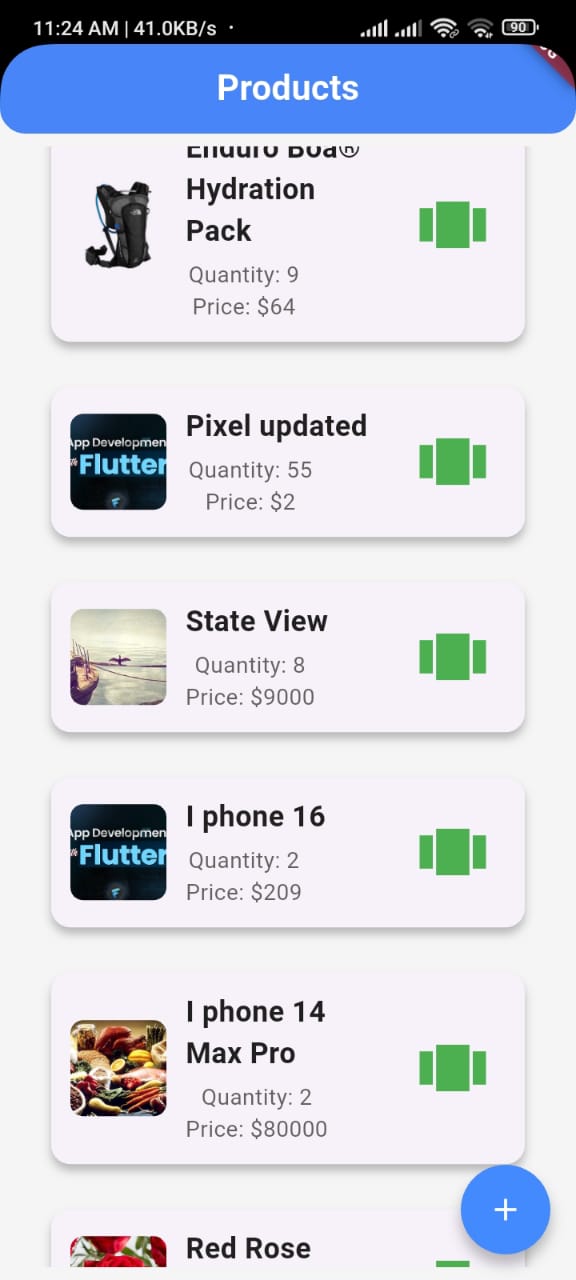 11:24 AM | 41.0KB/s ·
90
Products
Enduro Boa®
Hydration
Pack
Quantity: 9
Price: $64
App Development
Flutter
Pixel updated
Quantity: 55
Price: $2
State View
Quantity: 8
Price: $9000
App Development
Flutter
I phone 16
Quantity: 2
Price: $209
I phone 14
Max Pro
Quantity: 2
Price: $80000
+
Red Rose